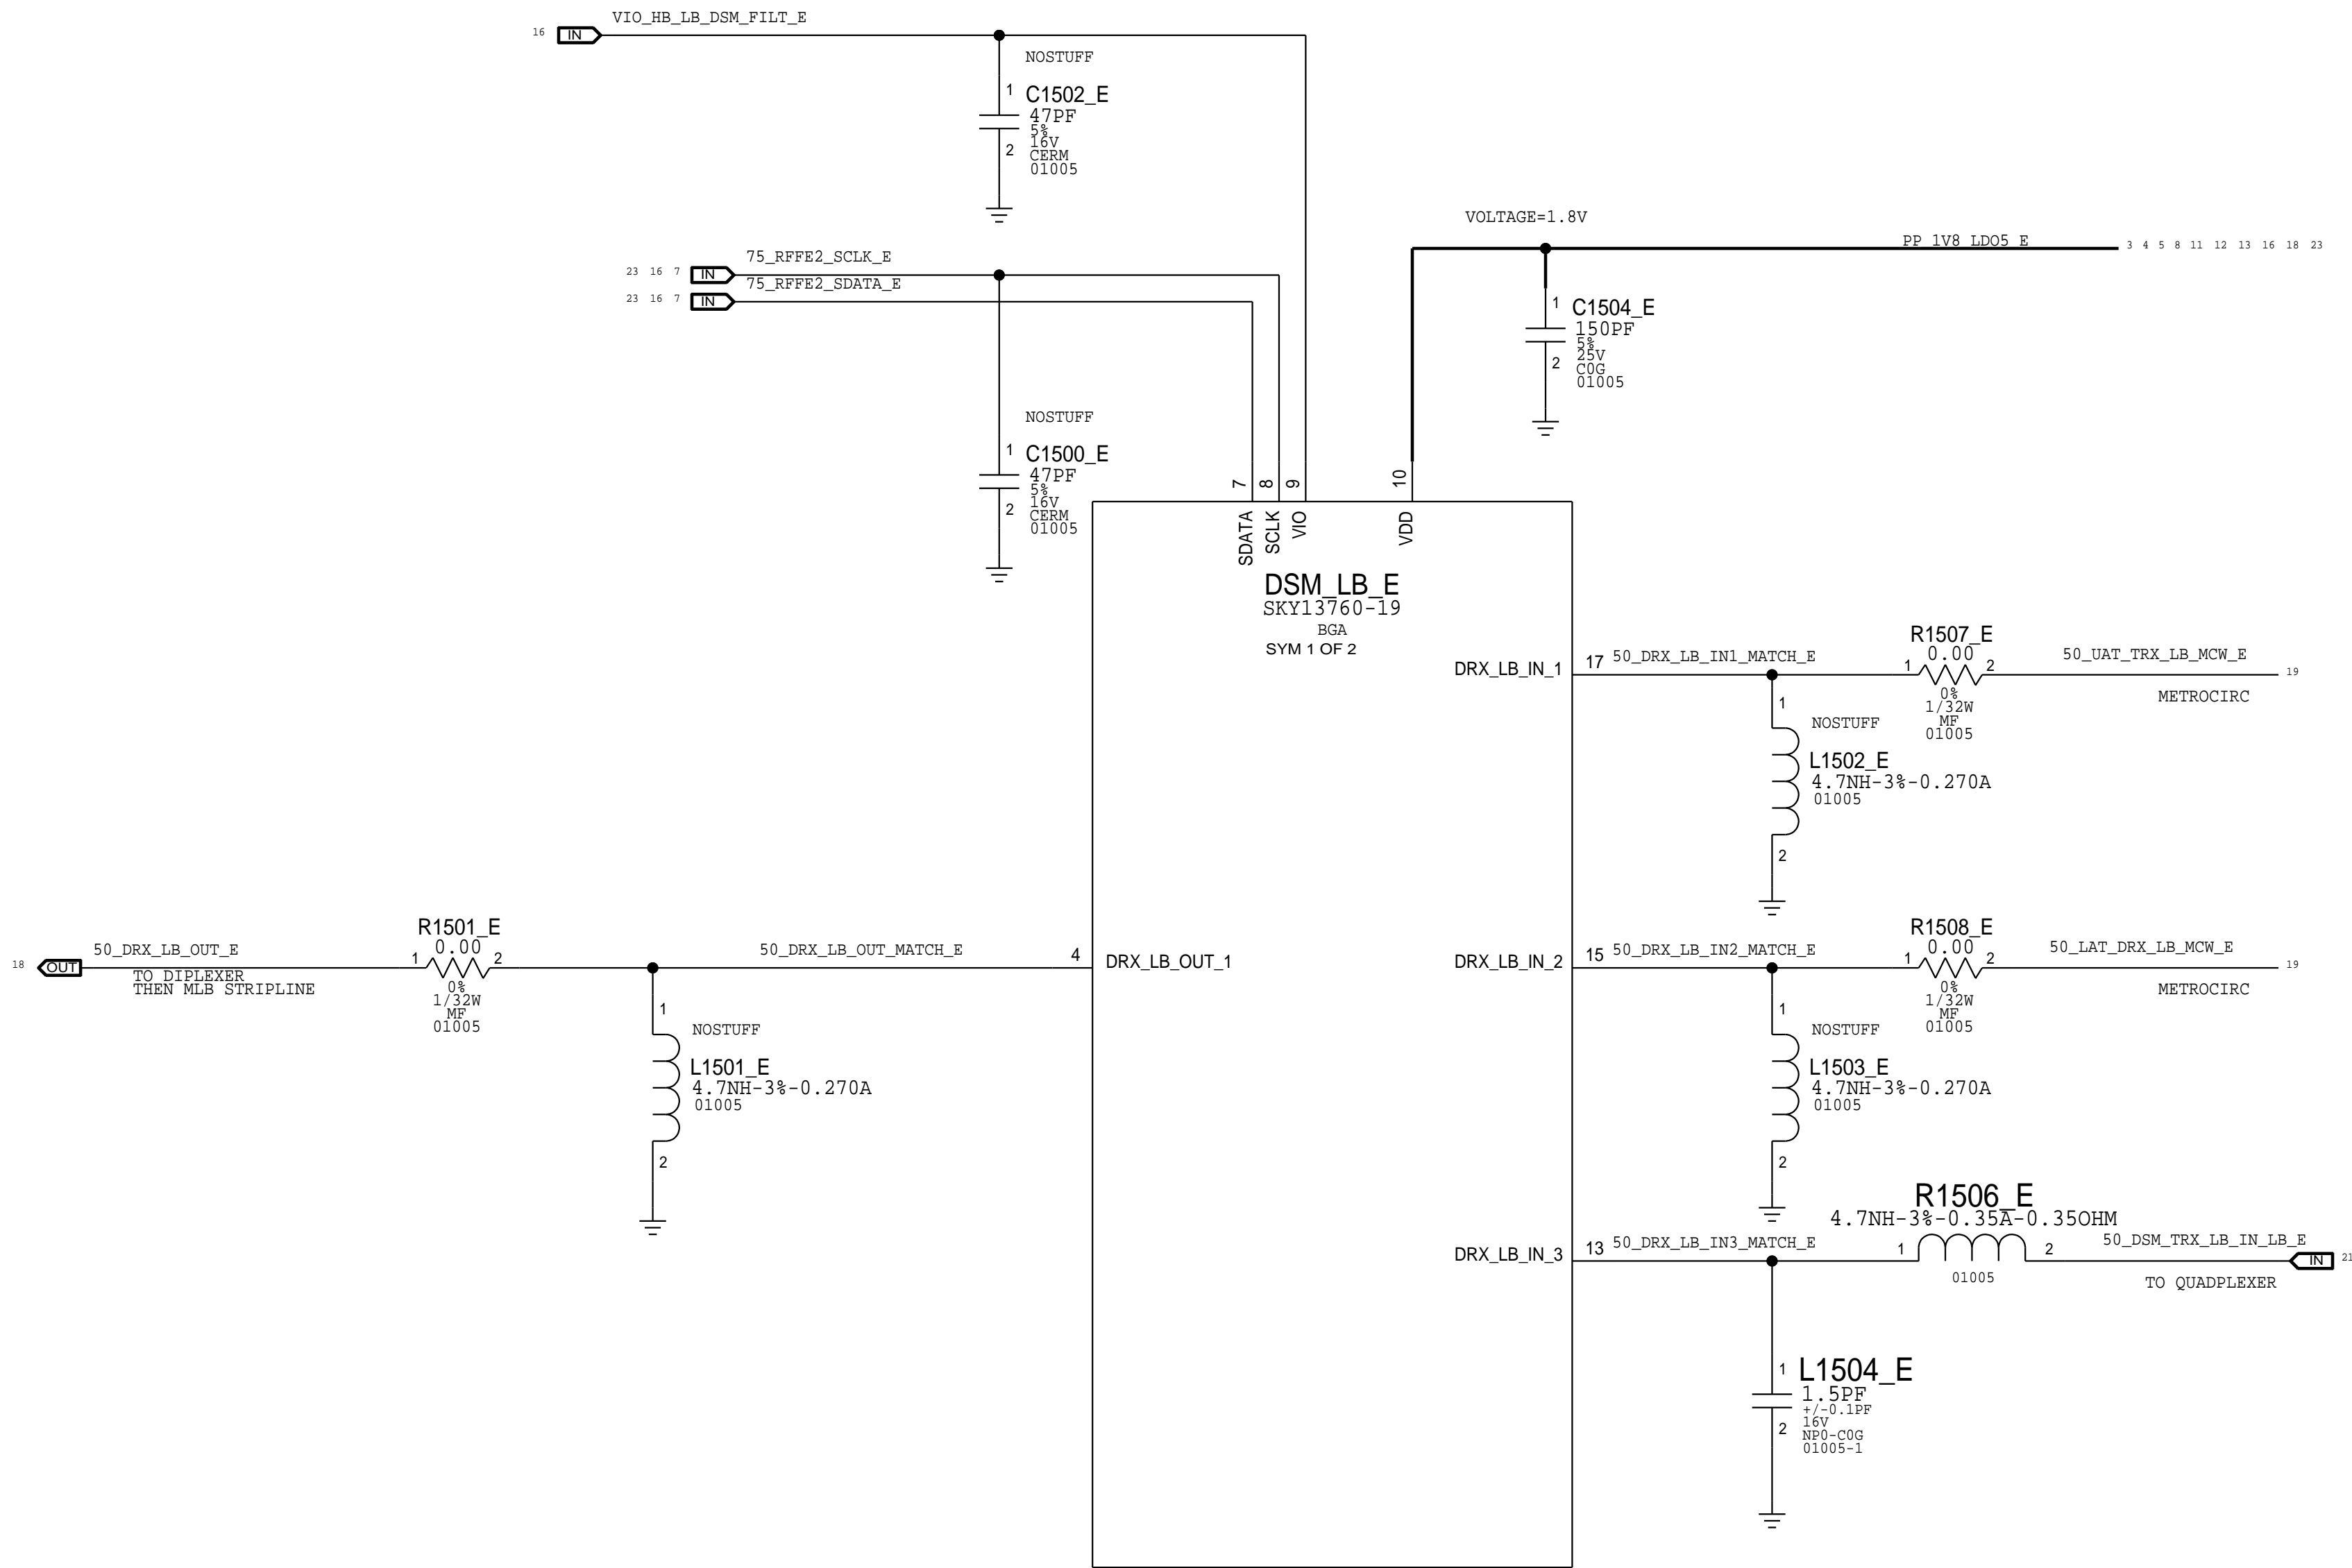 VIO_HB_LB_DSM_FILT_E
16 IN
NOSTUFF
1 C1502_E
47PF
5%
16V
2 CERM
01005
VOLTAGE=1.8V
PP_1V8_LDO5_E 3 4 5 8 11 12 13 16 18 23
75_RFFE2_SCLK_E
23 16 7 IN
75_RFFE2_SDATA_E
23 16 7 IN
1 C1504_E
150PF
5%
25V
2 C0G
01005
NOSTUFF
1 C1500_E
47PF
5%
16V
2 CERM
01005
7 8 9 10
SDATA
SCLK
VIO
VDD
DSM_LB_E
SKY13760-19
BGA
SYM 1 OF 2
DRX_LB_IN_1 17 50_DRX_LB_IN1_MATCH_E
R1507_E
0.00
1 2
0%
1/32W
MF
01005
50_UAT_TRX_LB_MCW_E
19
METROCIRC
1
NOSTUFF
L1502_E
4.7NH-3%-0.270A
01005
2
18 OUT 50_DRX_LB_OUT_E
TO DIPLEXER
THEN MLB STRIPLINE
R1501_E
0.00
1 2
0%
1/32W
MF
01005
50_DRX_LB_OUT_MATCH_E
4 DRX_LB_OUT_1
1
NOSTUFF
L1501_E
4.7NH-3%-0.270A
01005
2
DRX_LB_IN_2 15 50_DRX_LB_IN2_MATCH_E
R1508_E
0.00
1 2
0%
1/32W
MF
01005
50_LAT_DRX_LB_MCW_E
19
METROCIRC
1
NOSTUFF
L1503_E
4.7NH-3%-0.270A
01005
2
R1506_E
4.7NH-3%-0.35A-0.35OHM
DRX_LB_IN_3 13 50_DRX_LB_IN3_MATCH_E
1 2
01005
50_DSM_TRX_LB_IN_LB_E
IN 21
TO QUADPLEXER
1 L1504_E
1.5PF
+/-0.1PF
16V
2 NP0-C0G
01005-1